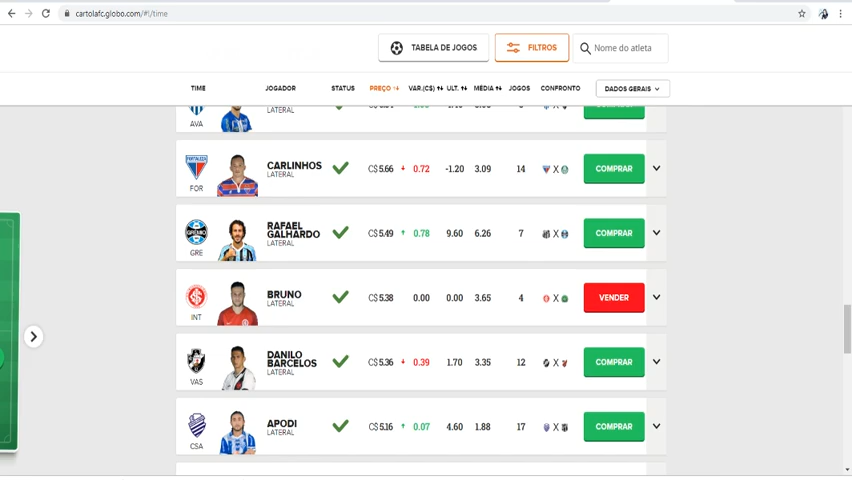 cartolafc.globo.com/#!/time
TABELA DE JOGOS
FILTROS
Nome do atleta
TIME JOGADOR STATUS PREÇO VAR.(C$) ULT. MÉDIA JOGOS CONFRONTO DADOS GERAIS
LATERAL
AVA
FORTALEZA
FOR
CARLINHOS
LATERAL
C$ 5.66 0.72 -1.20 3.09 14 X COMPRAR
GRÊMIO
GRE
RAFAEL
GALHARDO
LATERAL
C$ 5.49 0.78 9.60 6.26 7 X COMPRAR
INT
BRUNO
LATERAL
C$ 5.38 0.00 0.00 3.65 4 X VENDER
VAS
DANILO
BARCELOS
LATERAL
C$ 5.36 0.39 1.70 3.35 12 X COMPRAR
CSA
APODI
LATERAL
C$ 5.16 0.07 4.60 1.88 17 X COMPRAR